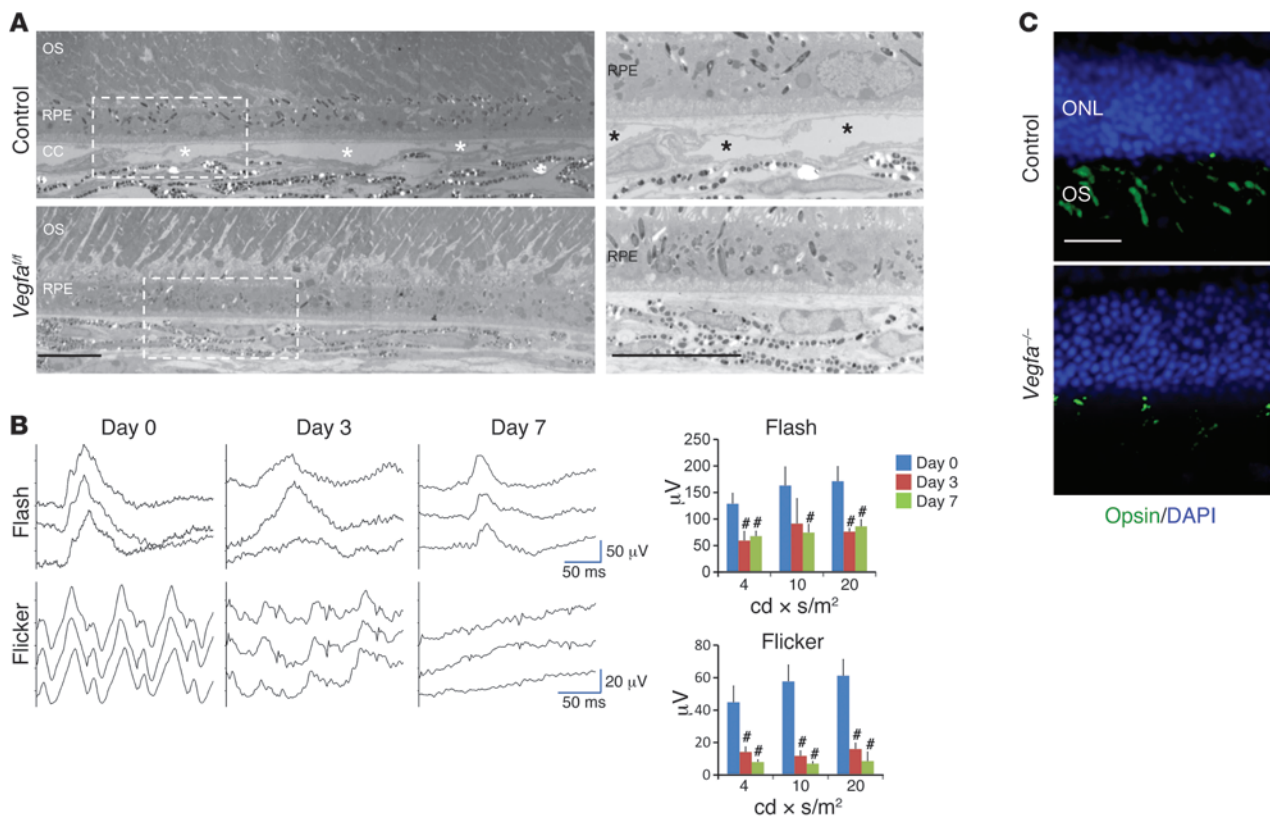 A
Control
OS
RPE
CC
*
*
*
RPE
*
*
*
Vegfa^f/f
OS
RPE
RPE
B
Day 0
Day 3
Day 7
Flash
50 μV
50 ms
Flicker
20 μV
50 ms
Flash
μV
250
200
150
100
50
0
# # # # #
4 10 20
cd × s/m²
Day 0
Day 3
Day 7
Flicker
μV
80
60
40
20
0
# # # # # #
4 10 20
cd × s/m²
C
Control
ONL
OS
Vegfa⁻/⁻
Opsin/DAPI